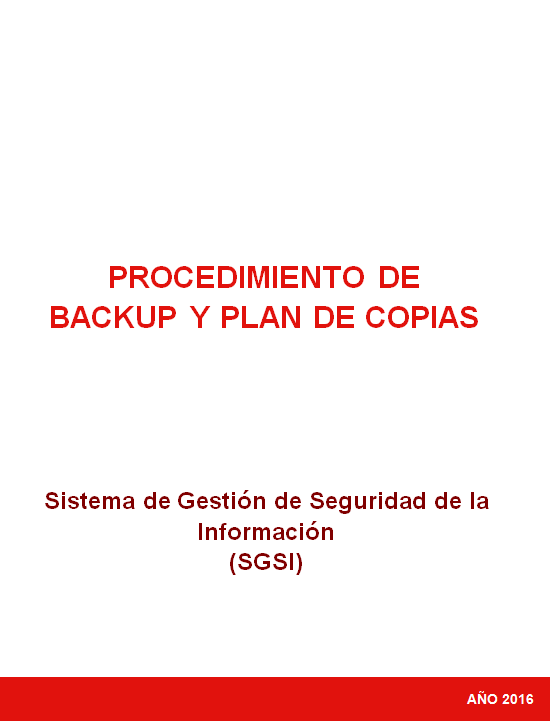 PROCEDIMIENTO DE
BACKUP Y PLAN DE COPIAS
Sistema de Gestión de Seguridad de la
Información
(SGSI)
AÑO 2016